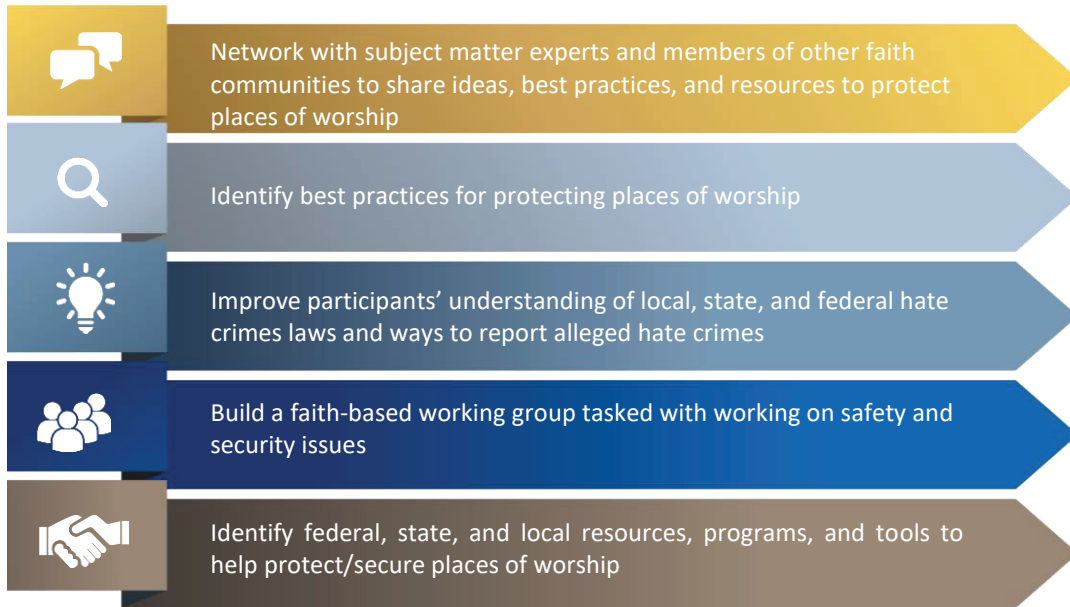 Network with subject matter experts and members of other faith
communities to share ideas, best practices, and resources to protect
places of worship
Identify best practices for protecting places of worship
Improve participants’ understanding of local, state, and federal hate
crimes laws and ways to report alleged hate crimes
Build a faith-based working group tasked with working on safety and
security issues
Identify federal, state, and local resources, programs, and tools to
help protect/secure places of worship